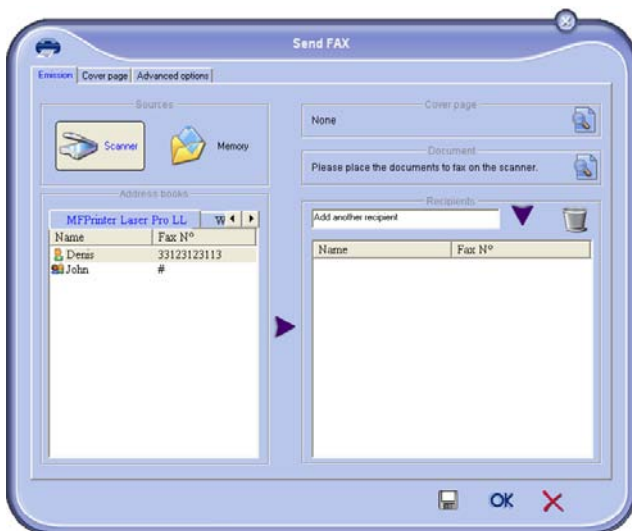 Send FAX
Emission Cover page Advanced options
Sources
Scanner Memory
Address books
MFPrinter Laser Pro LL W
Name Fax Nº
Denis 33123123113
John #
Cover page
None
Document
Please place the documents to fax on the scanner.
Recipients
Add another recipient
Name Fax Nº
OK